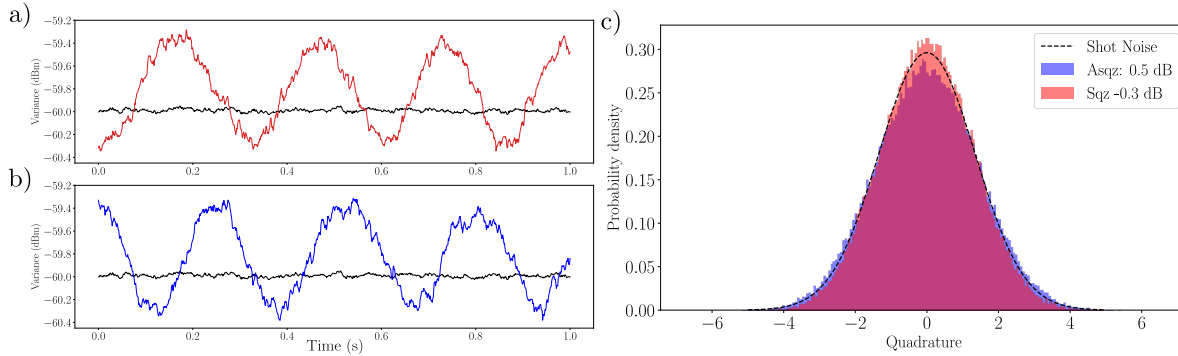 a)
−59.2
−59.4
−59.6
−59.8
−60.0
−60.2
−60.4
Variance (dBm)
0.0 0.2 0.4 0.6 0.8 1.0
b)
−59.2
−59.4
−59.6
−59.8
−60.0
−60.2
−60.4
Variance (dBm)
0.0 0.2 0.4 0.6 0.8 1.0
Time (s)
c)
0.30
0.25
0.20
0.15
0.10
0.05
0.00
Probability density
Shot Noise
Asqz: 0.5 dB
Sqz -0.3 dB
−6 −4 −2 0 2 4 6
Quadrature